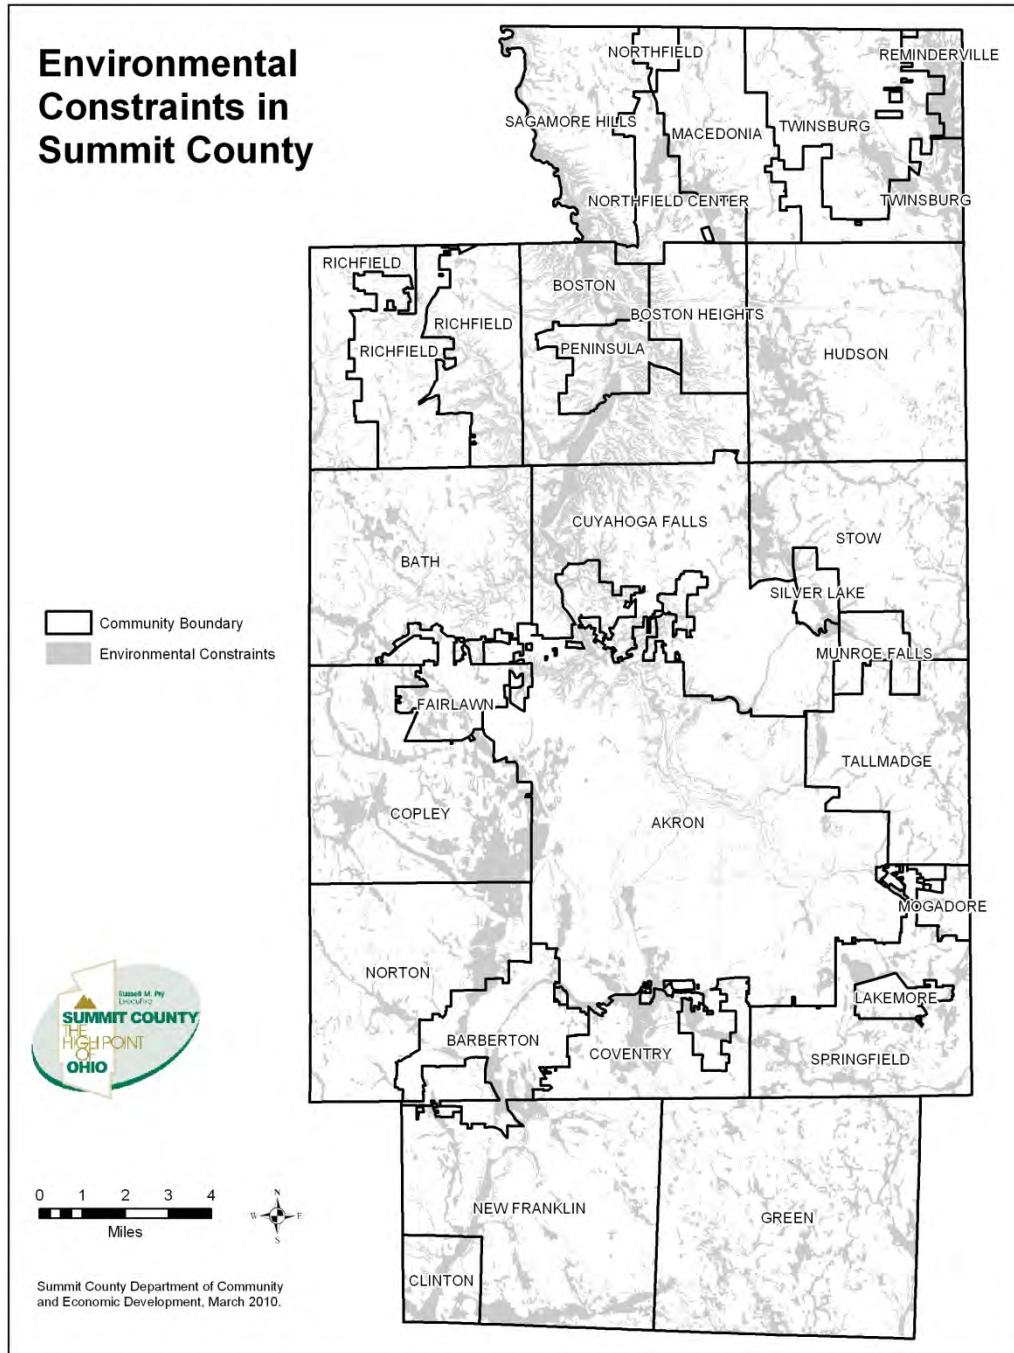 Environmental
Constraints in
Summit County
NORTHFIELD
REMINDERVILLE
SAGAMORE HILLS
MACEDONIA
TWINSBURG
NORTHFIELD CENTER
TWINSBURG
RICHFIELD
BOSTON
RICHFIELD
BOSTON HEIGHTS
RICHFIELD
PENINSULA
HUDSON
CUYAHOGA FALLS
STOW
BATH
SILVER LAKE
Community Boundary
Environmental Constraints
MUNROE FALLS
FAIRLAWN
TALLMADGE
COPLEY
AKRON
MOGADORE
NORTON
LAKEMORE
BARBERTON
COVENTRY
SPRINGFIELD
Russell M. Pry
Executive
SUMMIT COUNTY
THE
HIGH POINT
OF
OHIO
0 1 2 3 4
Miles
N
W
E
S
NEW FRANKLIN
GREEN
CLINTON
Summit County Department of Community
and Economic Development, March 2010.